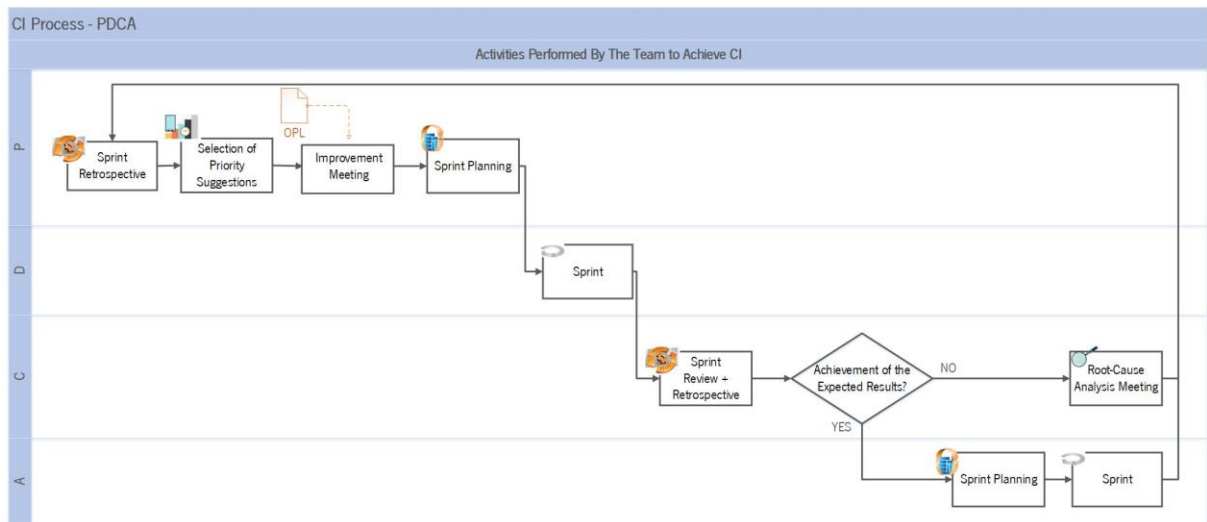 CI Process - PDCA
Activities Performed By The Team to Achieve CI
P
OPL
Sprint
Retrospective
Selection of
Priority
Suggestions
Improvement
Meeting
Sprint Planning
D
Sprint
C
Sprint
Review +
Retrospective
Achievement of the
Expected Results?
NO
Root-Cause
Analysis Meeting
YES
A
Sprint Planning
Sprint